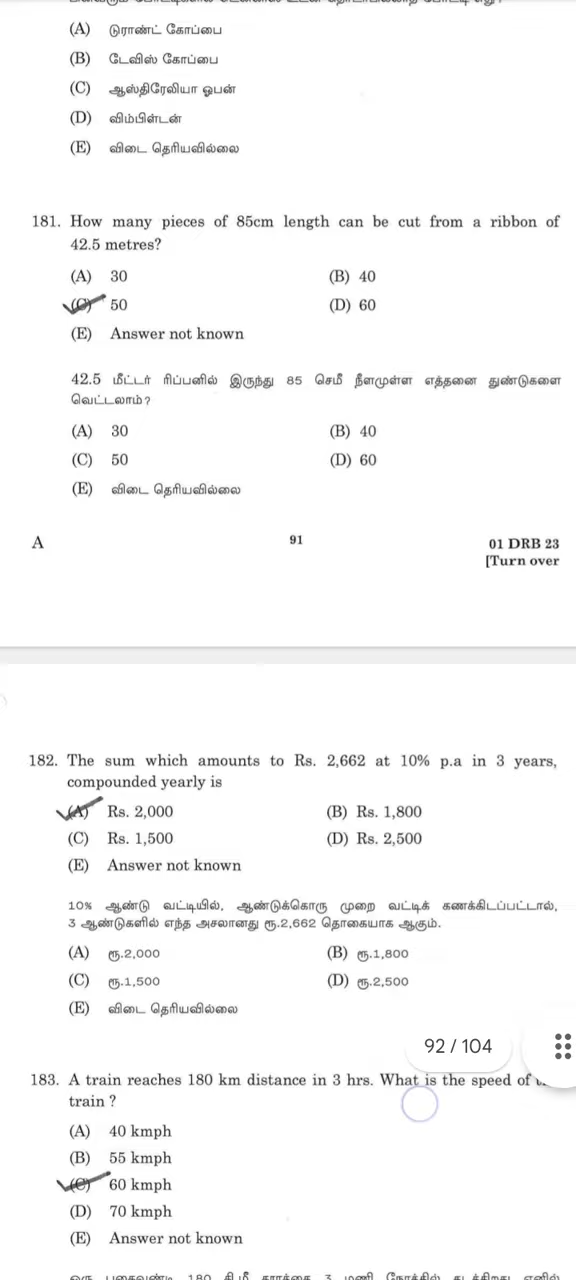 (A) டுராண்ட் கோப்பை
(B) டேவிஸ் கோப்பை
(C) ஆஸ்திரேலியா ஓபன்
(D) விம்பிள்டன்
(E) விடை தெரியவில்லை
181. How many pieces of 85cm length can be cut from a ribbon of
42.5 metres?
(A) 30 (B) 40
(C) 50 (D) 60
(E) Answer not known
42.5 மீட்டர் ரிப்பனில் இருந்து 85 செமீ நீளமுள்ள எத்தனை துண்டுகளை
வெட்டலாம்?
(A) 30 (B) 40
(C) 50 (D) 60
(E) விடை தெரியவில்லை
A 91 01 DRB 23
[Turn over
182. The sum which amounts to Rs. 2,662 at 10% p.a in 3 years,
compounded yearly is
(A) Rs. 2,000 (B) Rs. 1,800
(C) Rs. 1,500 (D) Rs. 2,500
(E) Answer not known
10% ஆண்டு வட்டியில், ஆண்டுக்கொரு முறை வட்டிக் கணக்கிடப்பட்டால்,
3 ஆண்டுகளில் எந்த அசலானது ரூ.2,662 தொகையாக ஆகும்.
(A) ரூ.2,000 (B) ரூ.1,800
(C) ரூ.1,500 (D) ரூ.2,500
(E) விடை தெரியவில்லை
92 / 104
183. A train reaches 180 km distance in 3 hrs. What is the speed of
train ?
(A) 40 kmph
(B) 55 kmph
(C) 60 kmph
(D) 70 kmph
(E) Answer not known